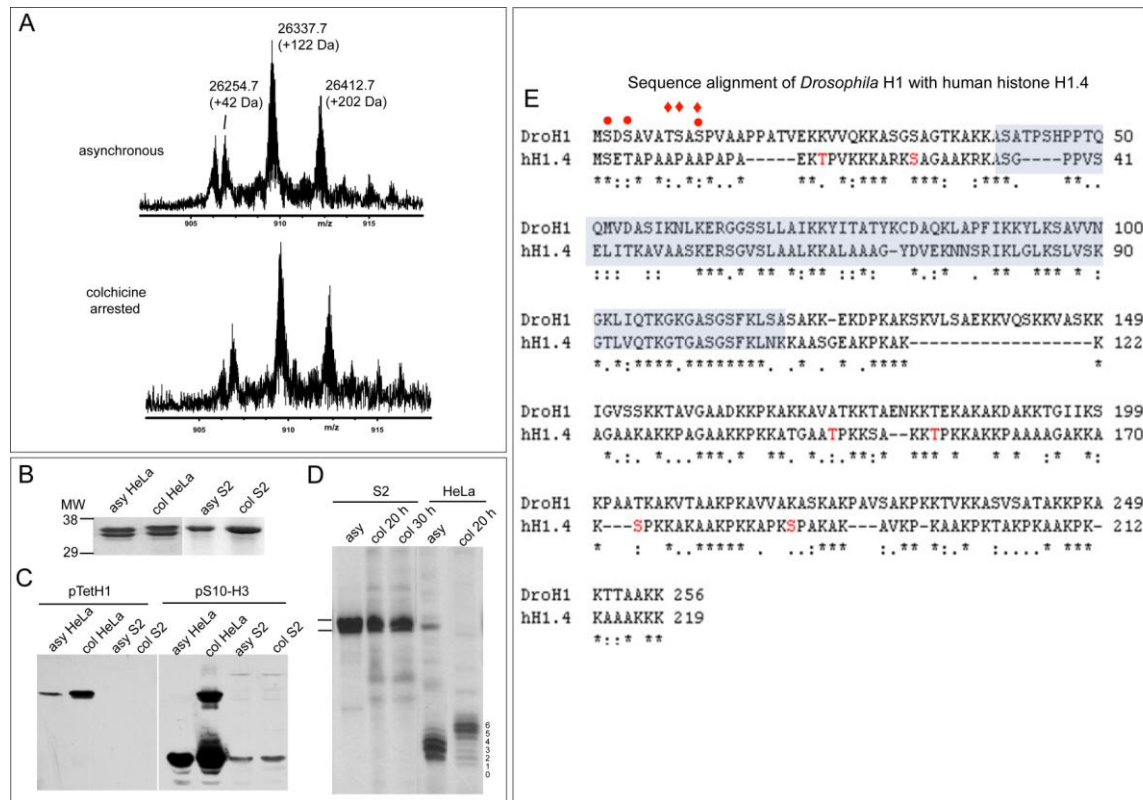 A
26337.7
(+122 Da)
26254.7
(+42 Da)
26412.7
(+202 Da)
asynchronous
905 910 m/z 915
colchicine
arrested
905 910 m/z 915
B
asy HeLa
col HeLa
asy S2
col S2
MW
38
29
C
pTetH1 pS10-H3
asy HeLa
col HeLa
asy S2
col S2
asy HeLa
col HeLa
asy S2
col S2
D
S2 HeLa
asy
col 20 h
col 30 h
asy
col 20 h
6
5
4
3
2
1
0
E
Sequence alignment of Drosophila H1 with human histone H1.4
DroH1 MSDSAVATSASPVAAPPATVEKKVVQKKASGSAGTKAKKASATPSHPPTQ 50
hH1.4 MSETAPAAPAAPAPA-----EKTPVKKKARKSAGAAKRKASG----PPVS 41
**::* *:.*:**..* **. *:*** ***: :***. **..
DroH1 QMVDASIKNLKERGGSSLLAIKKYITATYKCDAQKLAPFIKKYLKSAVVN 100
hH1.4 ELITKAVAASKERSGVSLAALKKALAAAGY-DVEKNNSRIKLGLKSLVSK 90
DroH1 GKLIQTKGKGASGSFKLSASAKK-EKDPKAKSKVLSAEKKVQSKKVASKK 149
hH1.4 GTLVQTKGTGASGSFKLNKKAASGEAKPKAK------------------K 122
DroH1 IGVSSKKTAVGAADKKPKAKKAVATKKTAENKKTEKAKAKDAKKTGIIKS 199
hH1.4 AGAAKAKKPAGAAKKPKKATGAATPKKSA--KKTPKKAKKPAAAAGAKKA 170
DroH1 KPAATKAKVTAAKPKAVVAKASKAKPAVSAKPKKTVKKASVSATAKKPKA 249
hH1.4 K---SPKKAKAAKPKKAPKSPAKAK---AVKP-KAAKPKTAKPKAAKPK- 212
DroH1 KTTAAKK 256
hH1.4 KAAAKKK 219
*::* **